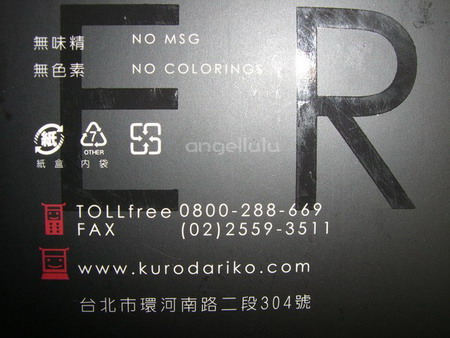 ER
無味精 NO MSG
無色素 NO COLORINGS
紙 7
OTHER
紙盒 內袋
angellulu
TOLLfree 0800-288-669
FAX (02)2559-3511
www.kurodariko.com
台北市環河南路二段304號